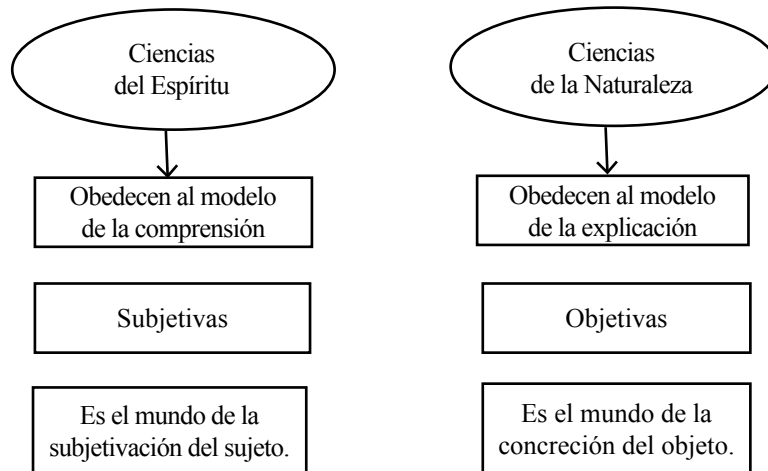 Ciencias
del Espíritu
Obedecen al modelo
de la comprensión
Subjetivas
Es el mundo de la
subjetivación del sujeto.
Ciencias
de la Naturaleza
Obedecen al modelo
de la explicación
Objetivas
Es el mundo de la
concreción del objeto.